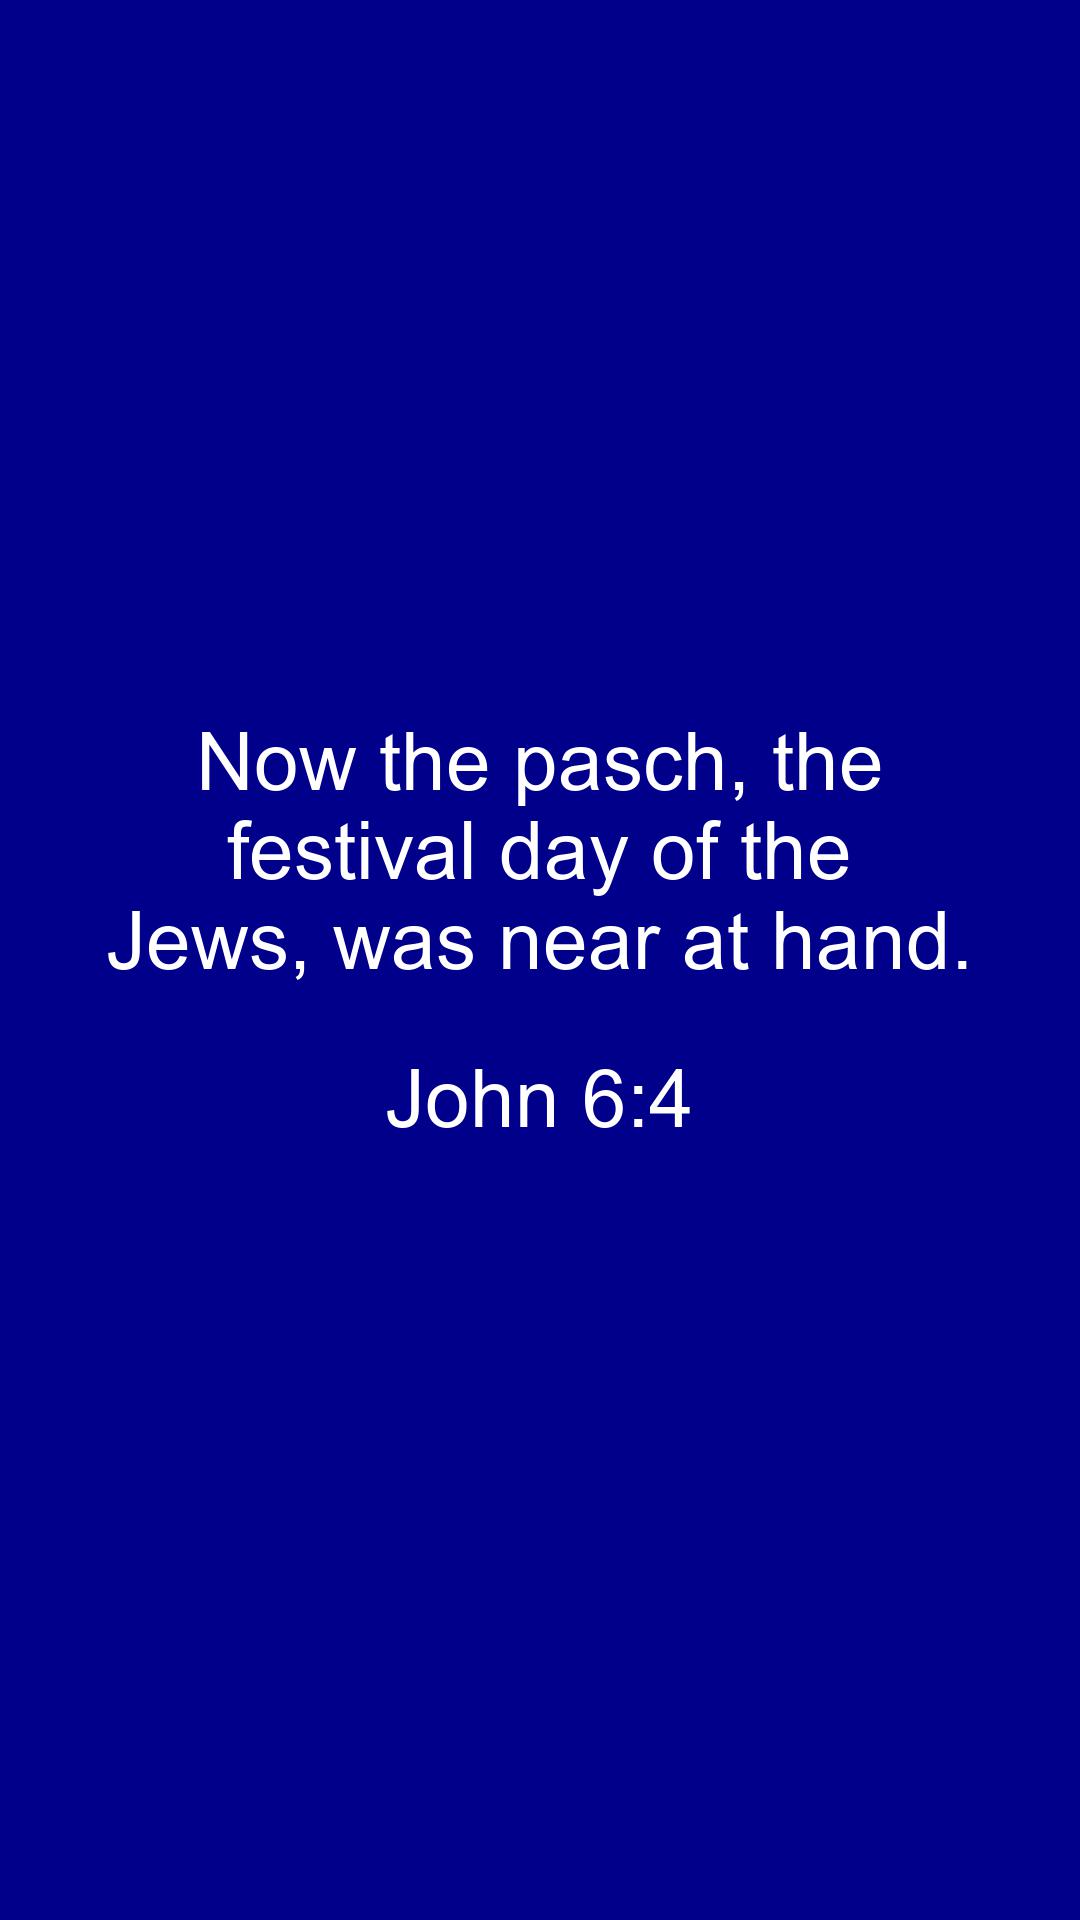 Now the pasch, the
festival day of the
Jews, was near at hand.
John 6:4